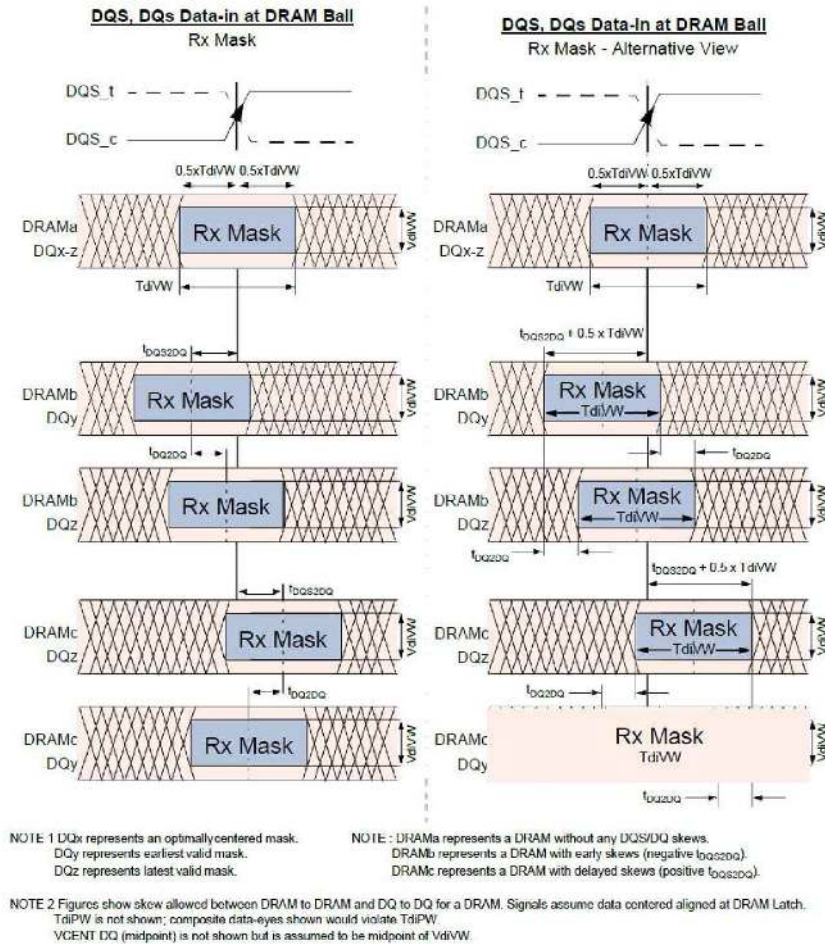 DQS, DQs Data-in at DRAM Ball
Rx Mask
DQS_t
DQS_c
0.5xTdiVW 0.5xTdiVW
DRAMa
DQx-z
Rx Mask
VdiVW
TdiVW
tDQS2DQ
DRAMb
DQy
Rx Mask
VdiVW
tDQ2DQ
DRAMb
DQz
Rx Mask
VdiVW
tDQS2DQ
DRAMc
DQz
Rx Mask
VdiVW
tDQ2DQ
DRAMc
DQy
Rx Mask
VdiVW
DQS, DQs Data-In at DRAM Ball
Rx Mask - Alternative View
DQS_t
DQS_c
0.5xTdiVW 0.5xTdiVW
DRAMa
DQx-z
Rx Mask
VdiVW
TdiVW
tDQS2DQ + 0.5 x TdiVW
DRAMb
DQy
Rx Mask
TdiVW
VdiVW
tDQ2DQ
DRAMb
DQz
Rx Mask
TdiVW
VdiVW
tDQ2DQ
tDQS2DQ + 0.5 x TdiVW
DRAMc
DQz
Rx Mask
TdiVW
VdiVW
tDQ2DQ
DRAMc
DQy
Rx Mask
TdiVW
VdiVW
tDQ2DQ
NOTE 1 DQx represents an optimally centered mask.
DQy represents earliest valid mask.
DQz represents latest valid mask.
NOTE : DRAMa represents a DRAM without any DQS/DQ skews.
DRAMb represents a DRAM with early skews (negative tDQS2DQ).
DRAMc represents a DRAM with delayed skews (positive tDQS2DQ).
NOTE 2 Figures show skew allowed between DRAM to DRAM and DQ to DQ for a DRAM. Signals assume data centered aligned at DRAM Latch.
TdiPW is not shown; composite data-eyes shown would violate TdiPW.
VCENT DQ (midpoint) is not shown but is assumed to be midpoint of VdiVW.